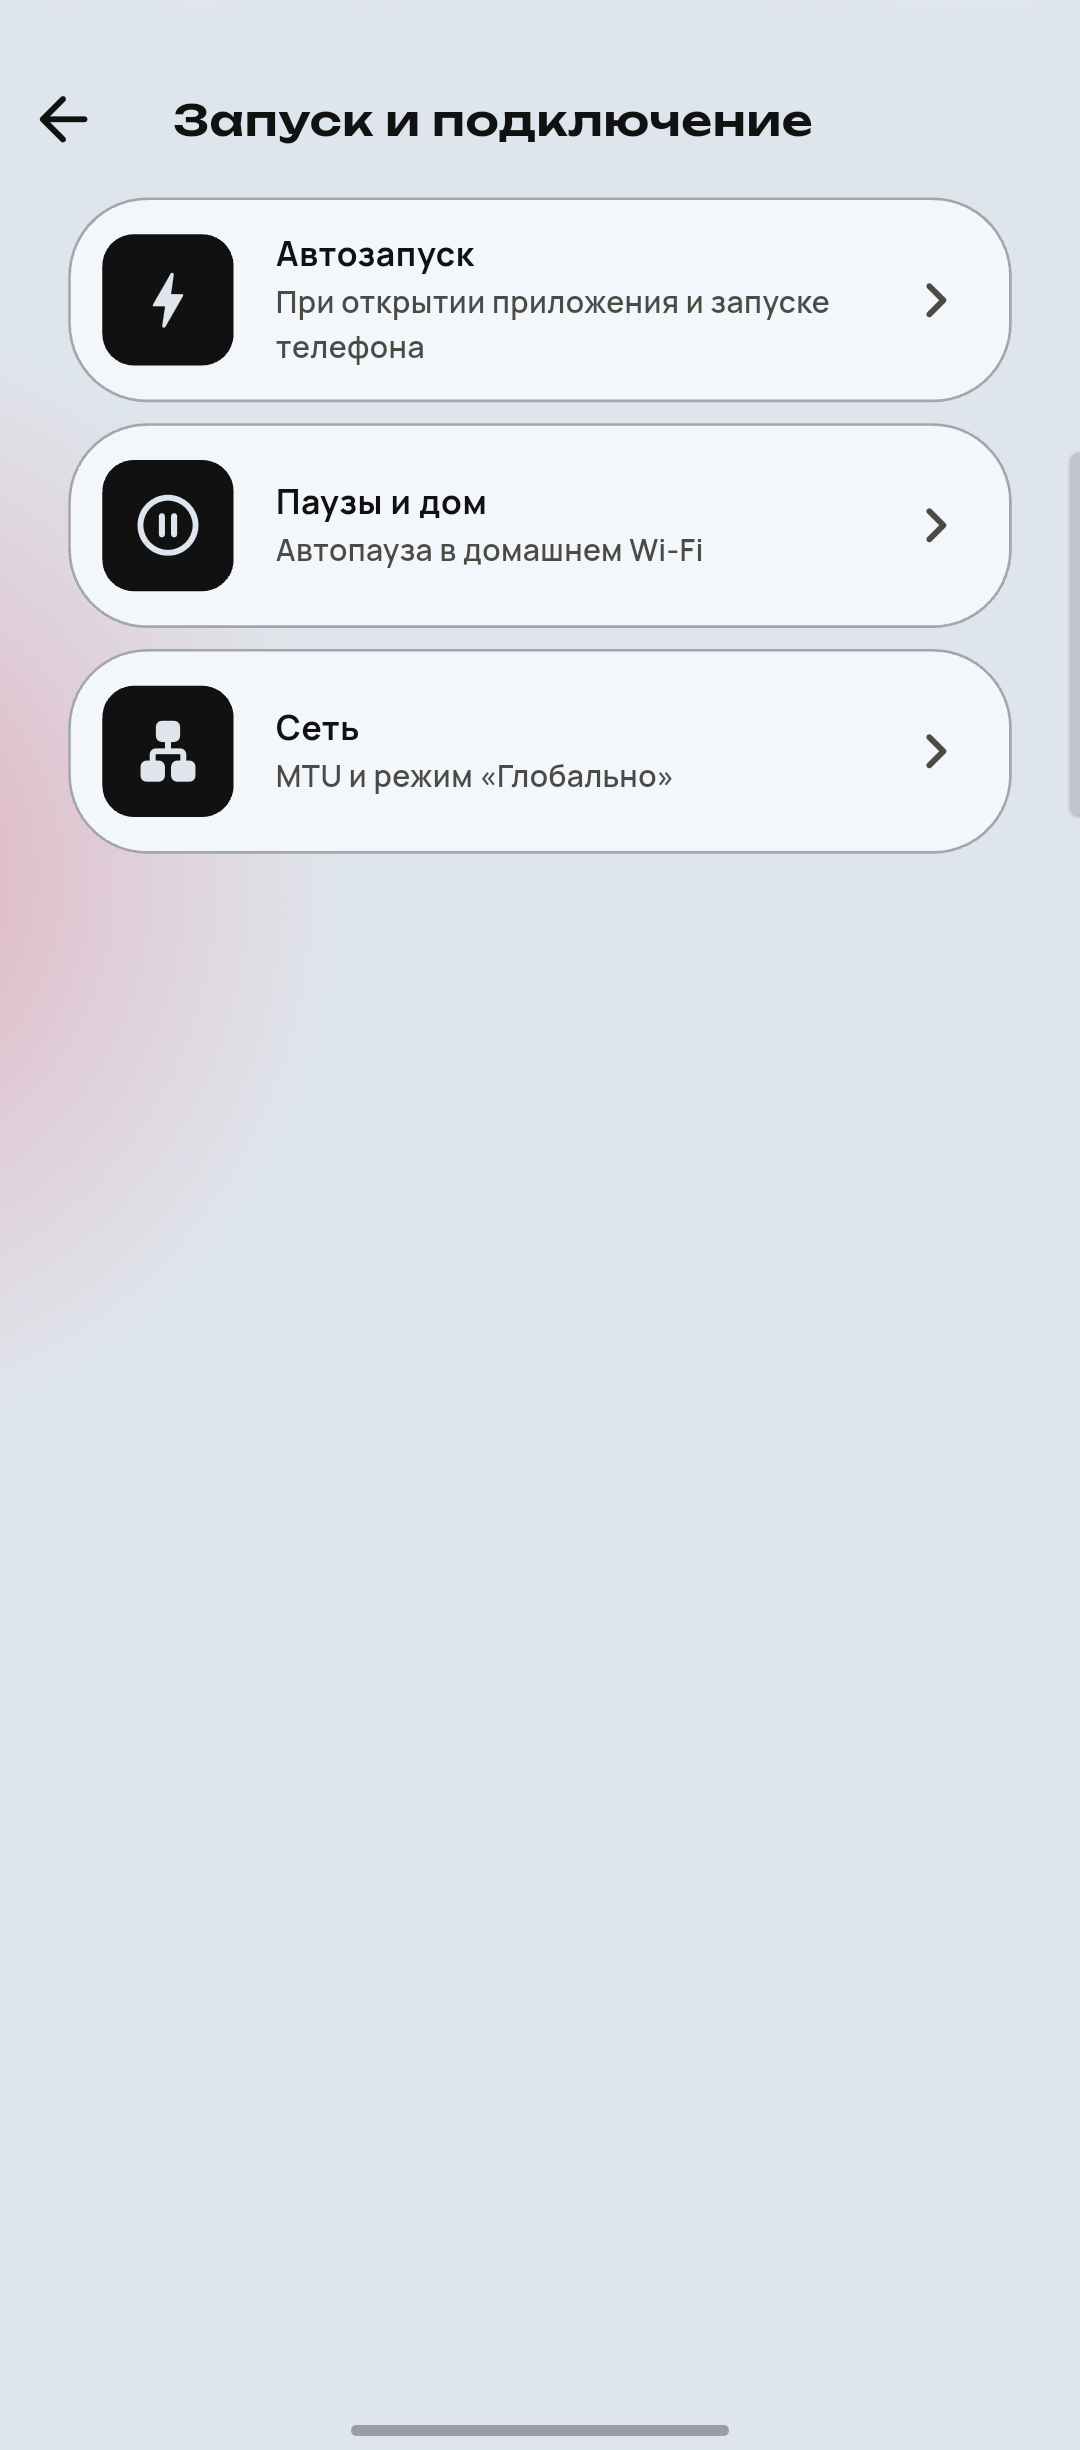 Запуск и подключение
Автозапуск
При открытии приложения и запуске
телефона
Паузы и дом
Автопауза в домашнем Wi-Fi
Сеть
MTU и режим «Глобально»